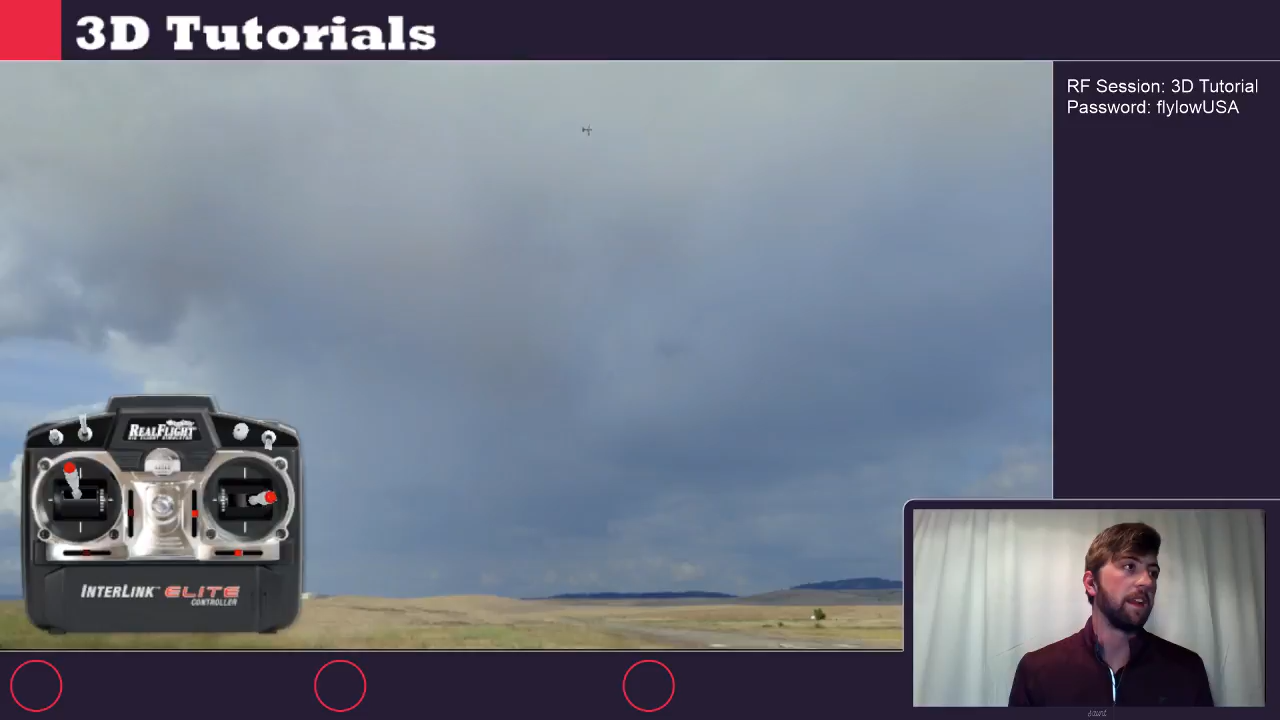 3D Tutorials
RF Session: 3D Tutorial
Password: flylowUSA
REALFLIGHT
INTERLINK ELITE
CONTROLLER